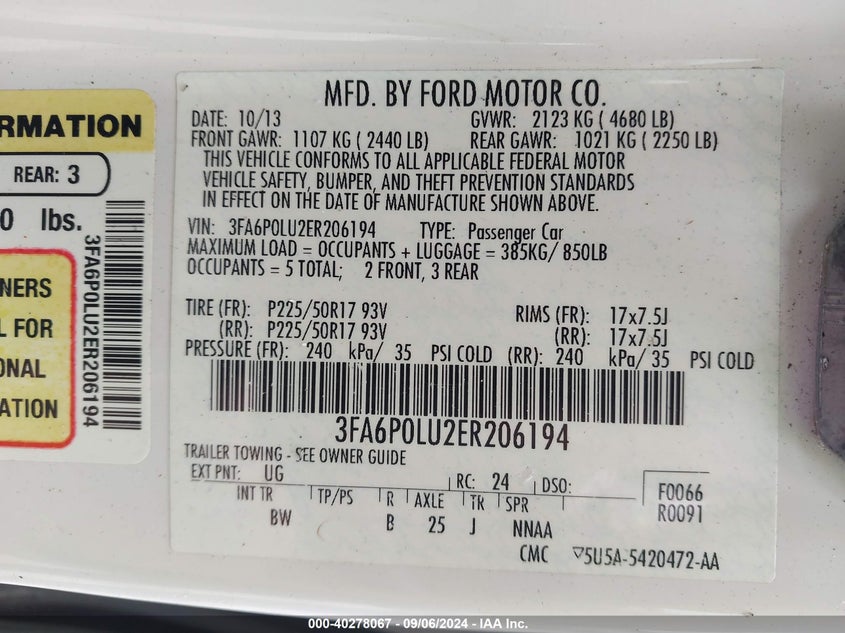 RMATION
REAR: 3
0 lbs.
3FA6P0LU2ER206194
NERS
L FOR
ONAL
ATION
MFD. BY FORD MOTOR CO.
DATE: 10/13 GVWR: 2123 KG ( 4680 LB)
FRONT GAWR: 1107 KG ( 2440 LB) REAR GAWR: 1021 KG ( 2250 LB)
THIS VEHICLE CONFORMS TO ALL APPLICABLE FEDERAL MOTOR
VEHICLE SAFETY, BUMPER, AND THEFT PREVENTION STANDARDS
IN EFFECT ON THE DATE OF MANUFACTURE SHOWN ABOVE.
VIN: 3FA6P0LU2ER206194 TYPE: Passenger Car
MAXIMUM LOAD = OCCUPANTS + LUGGAGE = 385KG/ 850LB
OCCUPANTS = 5 TOTAL; 2 FRONT, 3 REAR
TIRE (FR): P225/50R17 93V RIMS (FR): 17x7.5J
(RR): P225/50R17 93V (RR): 17x7.5J
PRESSURE (FR): 240 kPa/ 35 PSI COLD (RR): 240 kPa/ 35 PSI COLD
3FA6P0LU2ER206194
TRAILER TOWING - SEE OWNER GUIDE
EXT PNT: UG RC: 24 DSO: F0066
INT TR TP/PS R AXLE TR SPR R0091
BW B 25 J NNAA
CMC ▽5U5A-5420472-AA
000-40278067 - 09/06/2024 - IAA Inc.